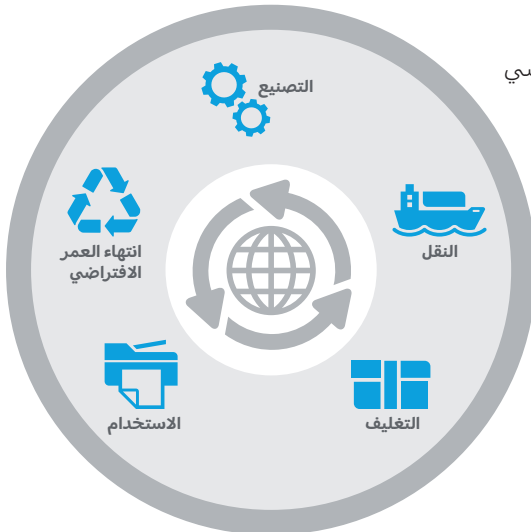 التصنيع
النقل
التغليف
الاستخدام
انتهاء العمر
الافتراضي